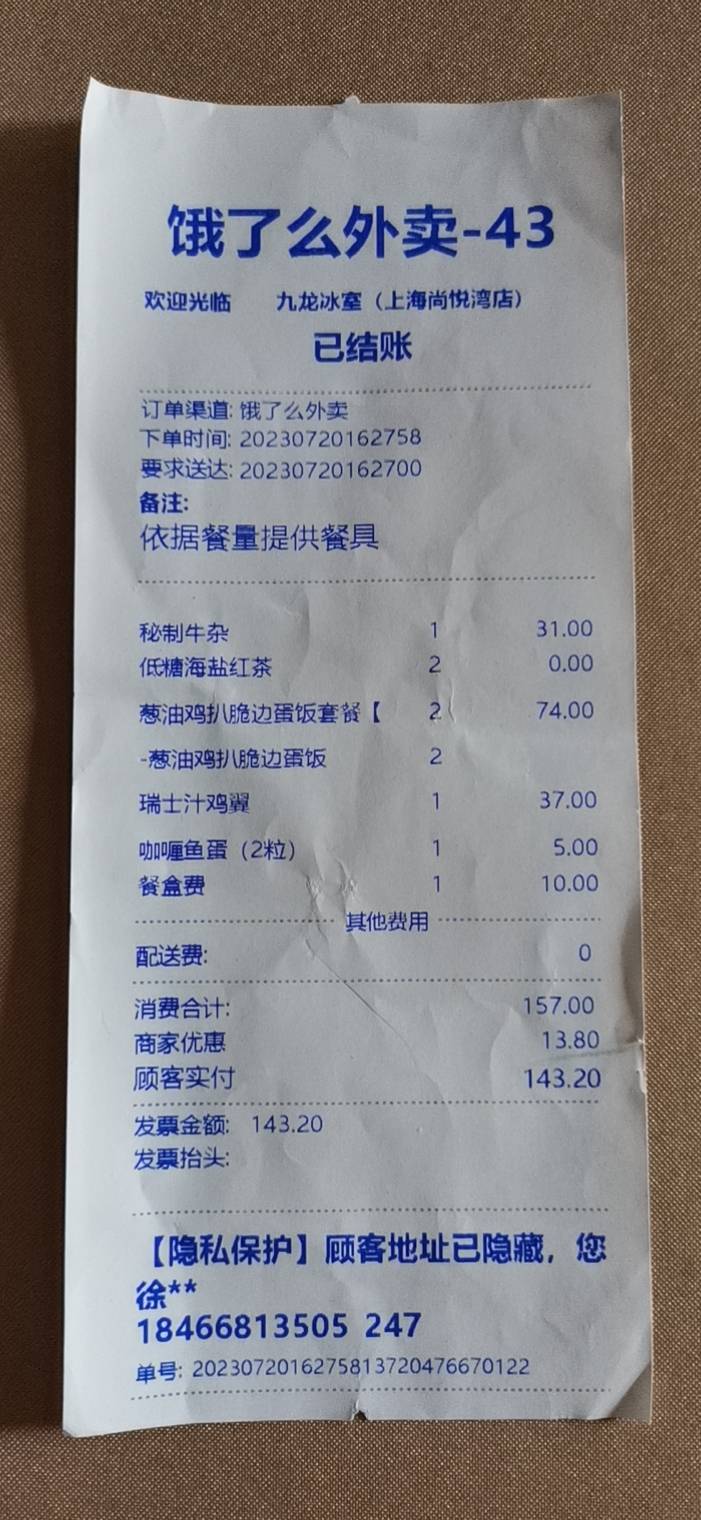 饿了么外卖-43
欢迎光临 九龙冰室（上海尚悦湾店）
已结账
订单渠道: 饿了么外卖
下单时间: 20230720162758
要求送达: 20230720162700
备注:
依据餐量提供餐具
秘制牛杂 1 31.00
低糖海盐红茶 2 0.00
葱油鸡扒脆边蛋饭套餐【 2 74.00
-葱油鸡扒脆边蛋饭 2
瑞士汁鸡翼 1 37.00
咖喱鱼蛋（2粒） 1 5.00
餐盒费 1 10.00
其他费用
配送费: 0
消费合计: 157.00
商家优惠 13.80
顾客实付 143.20
发票金额: 143.20
发票抬头:
【隐私保护】顾客地址已隐藏，您
徐**
18466813505 247
单号: 2023072016275813720476670122